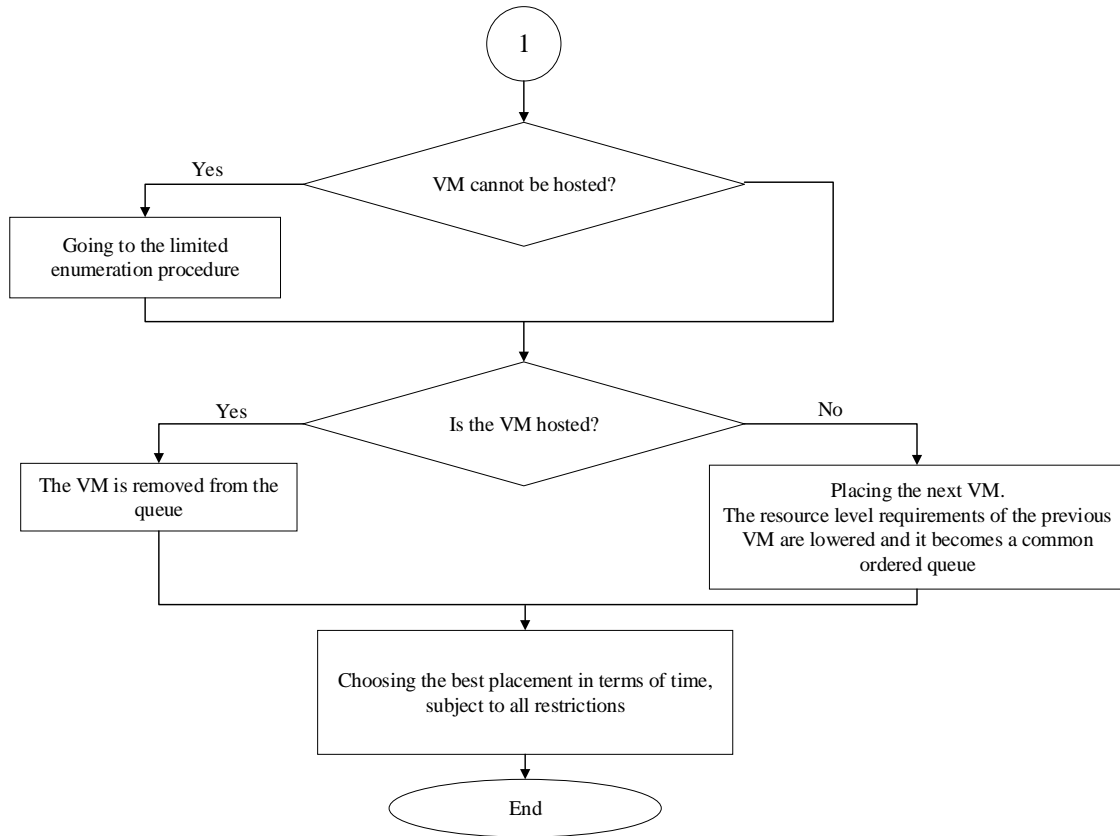 1
VM cannot be hosted?
Yes
Going to the limited
enumeration procedure
Is the VM hosted?
Yes
No
The VM is removed from the
queue
Placing the next VM.
The resource level requirements of the previous
VM are lowered and it becomes a common
ordered queue
Choosing the best placement in terms of time,
subject to all restrictions
End